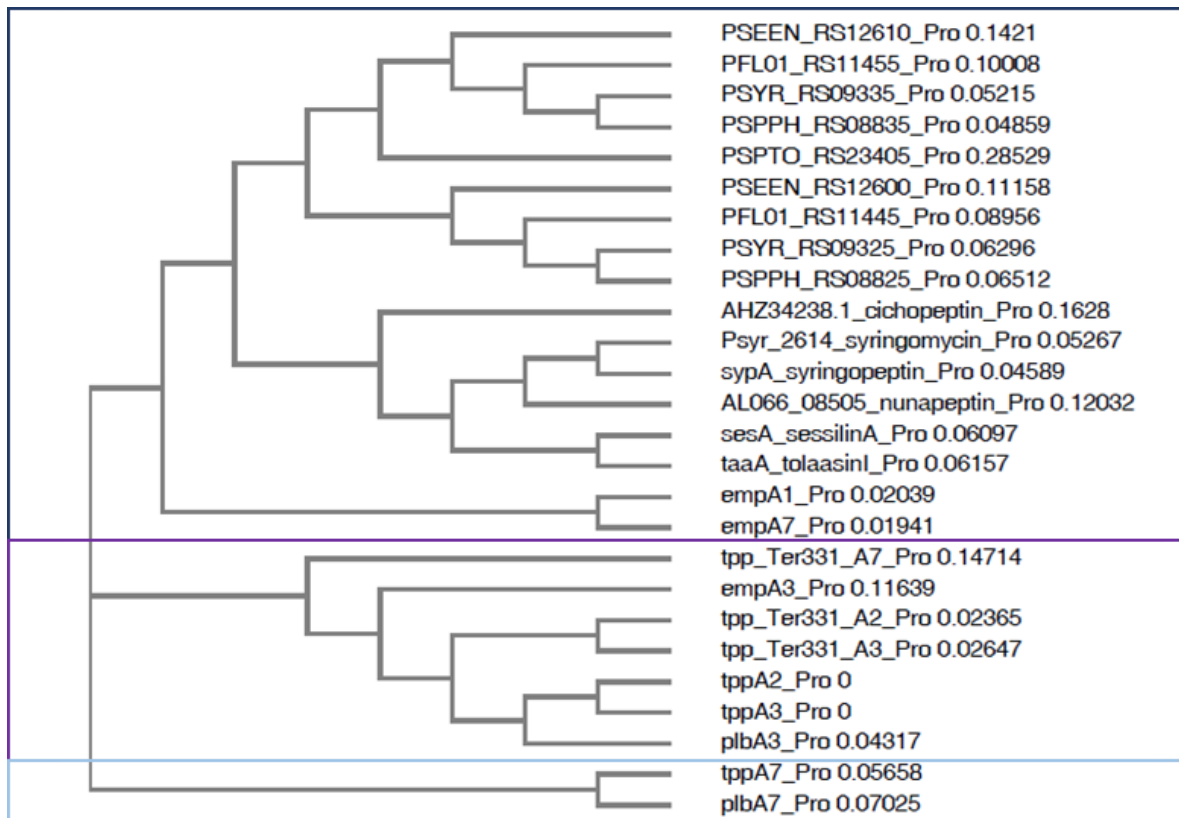 PSEEN_RS12610_Pro 0.1421
PFL01_RS11455_Pro 0.10008
PSYR_RS09335_Pro 0.05215
PSPPH_RS08835_Pro 0.04859
PSPTO_RS23405_Pro 0.28529
PSEEN_RS12600_Pro 0.11158
PFL01_RS11445_Pro 0.08956
PSYR_RS09325_Pro 0.06296
PSPPH_RS08825_Pro 0.06512
AHZ34238.1_cichopeptin_Pro 0.1628
Psyr_2614_syringomycin_Pro 0.05267
sypA_syringopeptin_Pro 0.04589
AL066_08505_nunapeptin_Pro 0.12032
sesA_sessilinA_Pro 0.06097
taaA_tolaasinI_Pro 0.06157
empA1_Pro 0.02039
empA7_Pro 0.01941
tpp_Ter331_A7_Pro 0.14714
empA3_Pro 0.11639
tpp_Ter331_A2_Pro 0.02365
tpp_Ter331_A3_Pro 0.02647
tppA2_Pro 0
tppA3_Pro 0
plbA3_Pro 0.04317
tppA7_Pro 0.05658
plbA7_Pro 0.07025